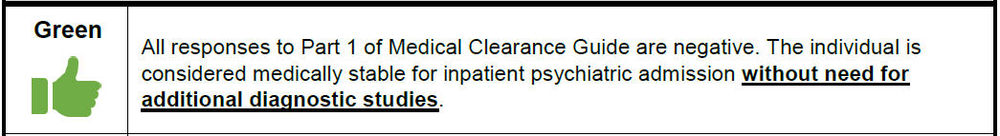 Green
All responses to Part 1 of Medical Clearance Guide are negative. The individual is
considered medically stable for inpatient psychiatric admission without need for
additional diagnostic studies.